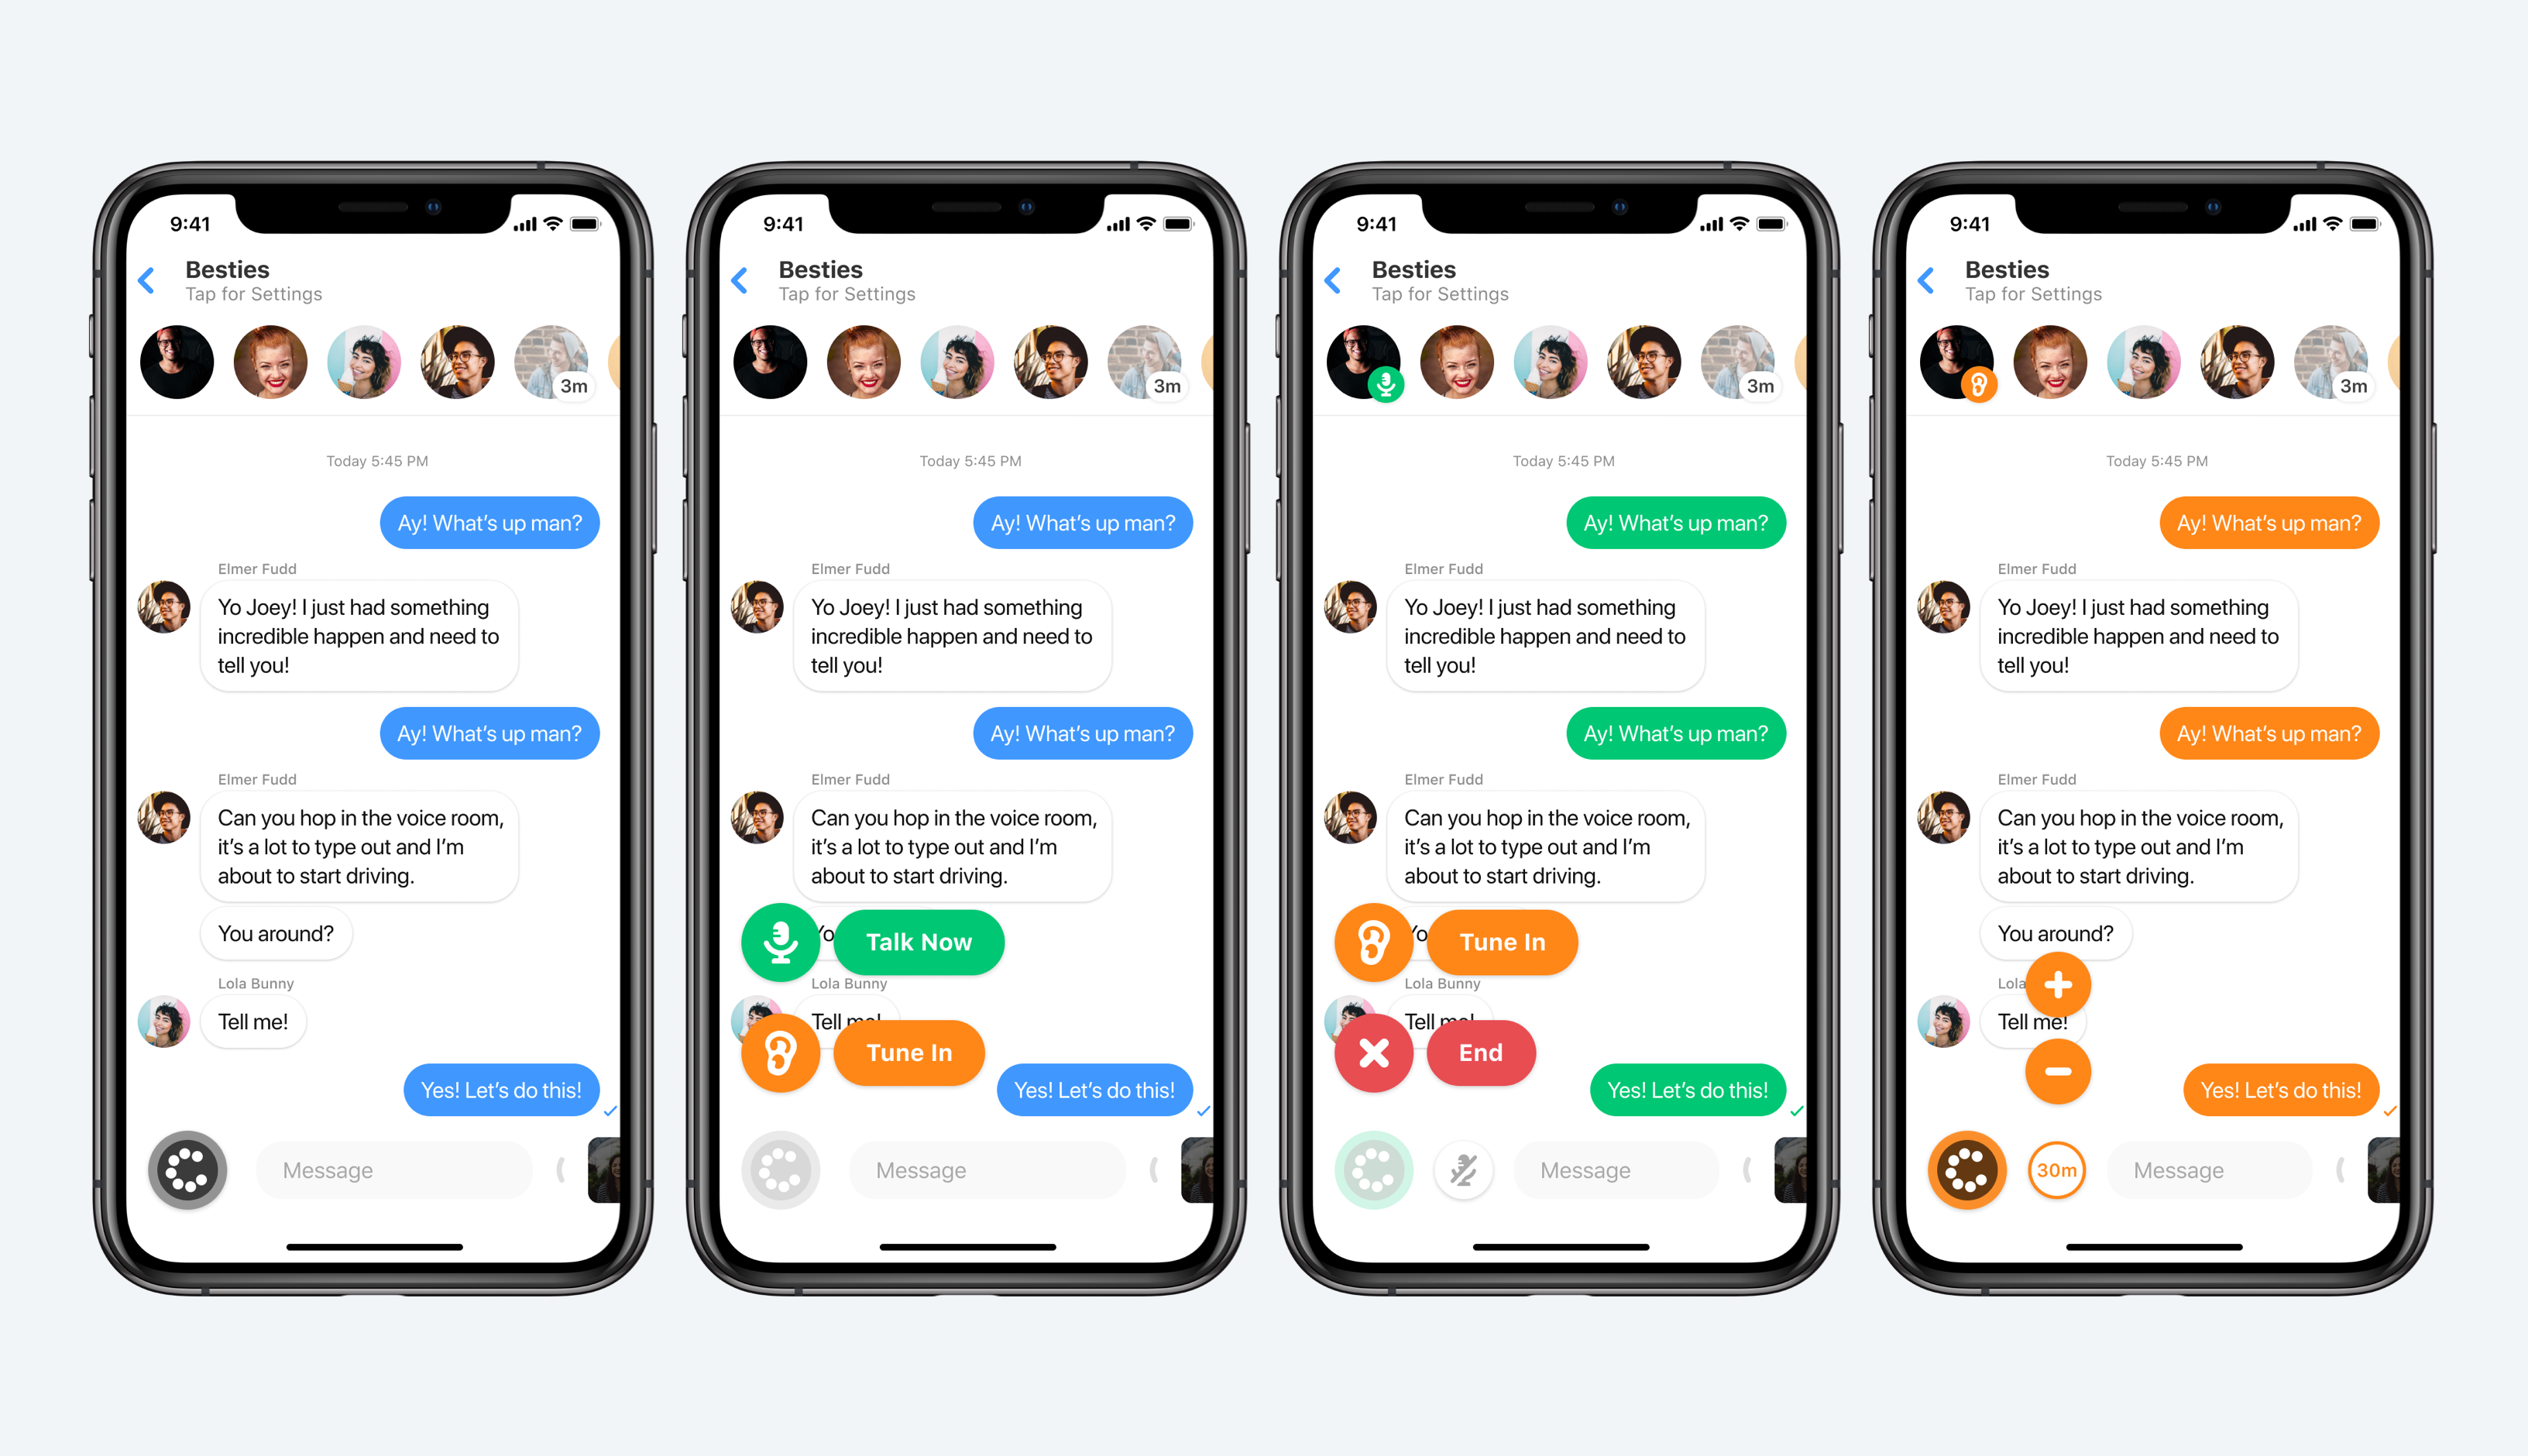 9:41
Besties
Tap for Settings
3m
Today 5:45 PM
Ay! What's up man?
Elmer Fudd
Yo Joey! I just had something
incredible happen and need to
tell you!
Ay! What's up man?
Elmer Fudd
Can you hop in the voice room,
it's a lot to type out and I'm
about to start driving.
You around?
Lola Bunny
Tell me!
Yes! Let's do this!
Message
9:41
Besties
Tap for Settings
3m
Today 5:45 PM
Ay! What's up man?
Elmer Fudd
Yo Joey! I just had something
incredible happen and need to
tell you!
Ay! What's up man?
Elmer Fudd
Can you hop in the voice room,
it's a lot to type out and I'm
about to start driving.
Yo
Talk Now
Lola Bunny
Tell me!
Tune In
Yes! Let's do this!
Message
9:41
Besties
Tap for Settings
3m
Today 5:45 PM
Ay! What's up man?
Elmer Fudd
Yo Joey! I just had something
incredible happen and need to
tell you!
Ay! What's up man?
Elmer Fudd
Can you hop in the voice room,
it's a lot to type out and I'm
about to start driving.
Yo
Tune In
Lola Bunny
Tell me!
End
Yes! Let's do this!
Message
9:41
Besties
Tap for Settings
3m
Today 5:45 PM
Ay! What's up man?
Elmer Fudd
Yo Joey! I just had something
incredible happen and need to
tell you!
Ay! What's up man?
Elmer Fudd
Can you hop in the voice room,
it's a lot to type out and I'm
about to start driving.
You around?
Lola
Tell me!
Yes! Let's do this!
30m
Message